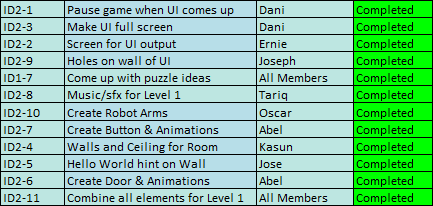 ID2-1 Pause game when UI comes up Dani Completed
ID2-3 Make UI full screen Dani Completed
ID2-2 Screen for UI output Ernie Completed
ID2-9 Holes on wall of UI Joseph Completed
ID1-7 Come up with puzzle ideas All Members Completed
ID2-8 Music/sfx for Level 1 Tariq Completed
ID2-10 Create Robot Arms Oscar Completed
ID2-7 Create Button & Animations Abel Completed
ID2-4 Walls and Ceiling for Room Kasun Completed
ID2-5 Hello World hint on Wall Jose Completed
ID2-6 Create Door & Animations Abel Completed
ID2-11 Combine all elements for Level 1 All Members Completed